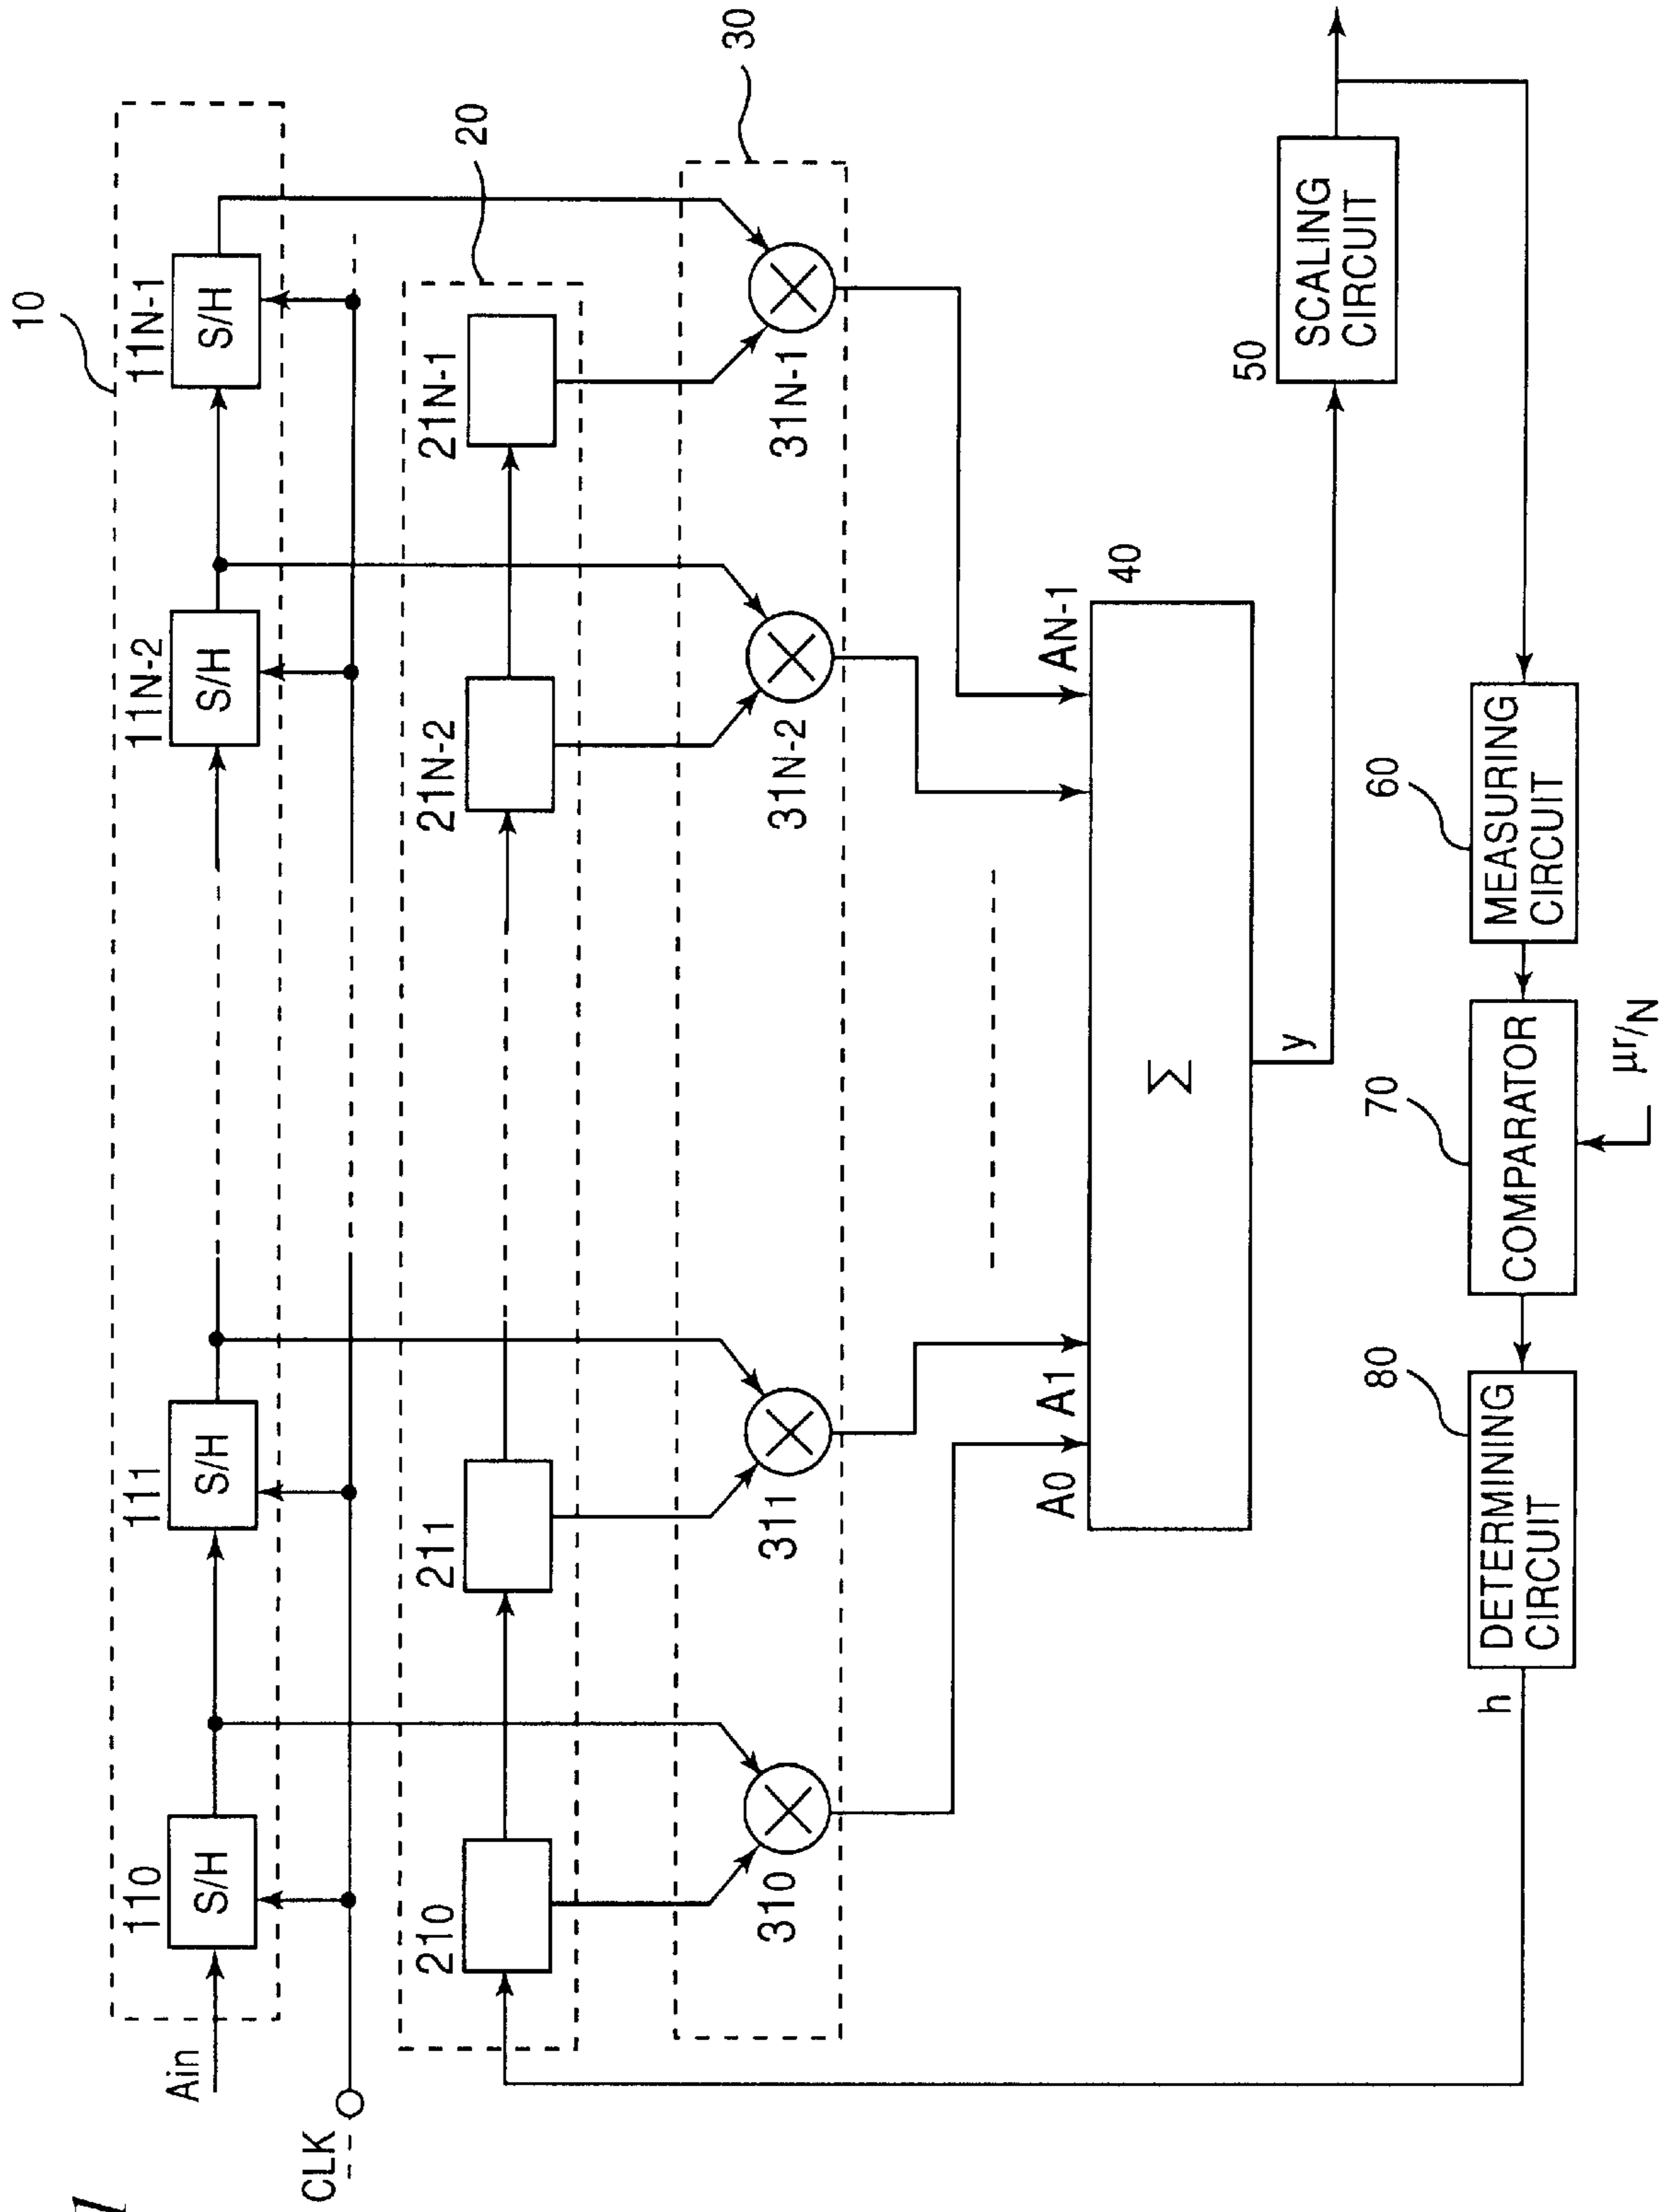 10
110
111
11N-2
11N-1
S/H
S/H
S/H
S/H
Ain
CLK
20
210
211
21N-2
21N-1
30
310
311
31N-2
31N-1
A0
A1
AN-1
40
Σ
y
50
SCALING
CIRCUIT
80
DETERMINING
CIRCUIT
70
COMPARATOR
60
MEASURING
CIRCUIT
h
μr/N